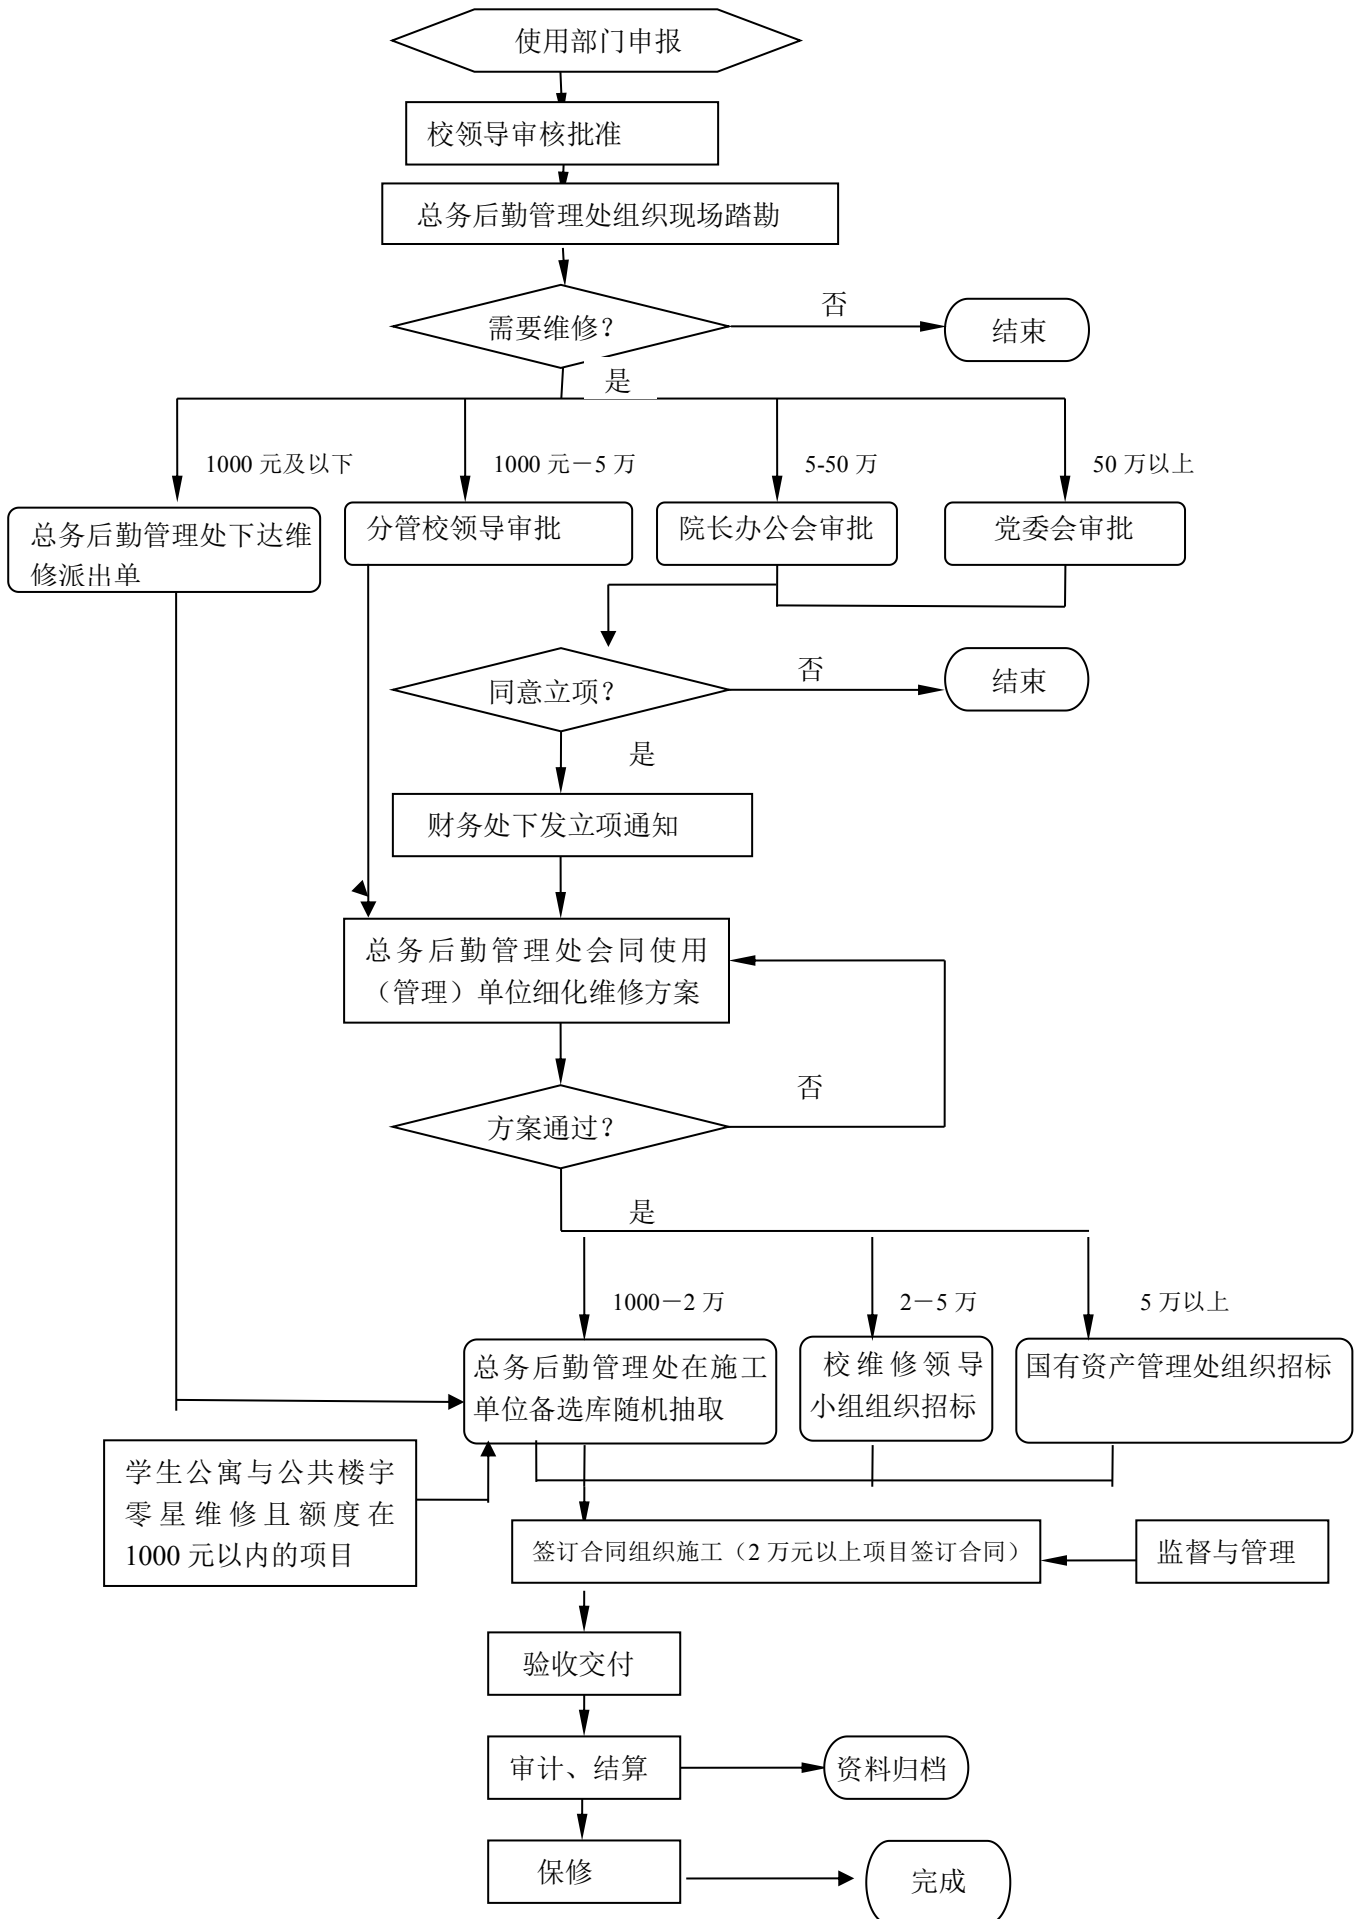 使用部门申报
校领导审核批准
总务后勤管理处组织现场踏勘
需要维修？
否
结束
是
1000 元及以下
1000 元－5 万
5-50 万
50 万以上
总务后勤管理处下达维
修派出单
分管校领导审批
院长办公会审批
党委会审批
同意立项？
否
结束
是
财务处下发立项通知
总务后勤管理处会同使用
（管理）单位细化维修方案
方案通过？
否
是
1000－2 万
2－5 万
5 万以上
总务后勤管理处在施工
单位备选库随机抽取
校维修领导
小组组织招标
国有资产管理处组织招标
学生公寓与公共楼宇
零星维修且额度在
1000 元以内的项目
签订合同组织施工（2 万元以上项目签订合同）
监督与管理
验收交付
审计、结算
资料归档
保修
完成